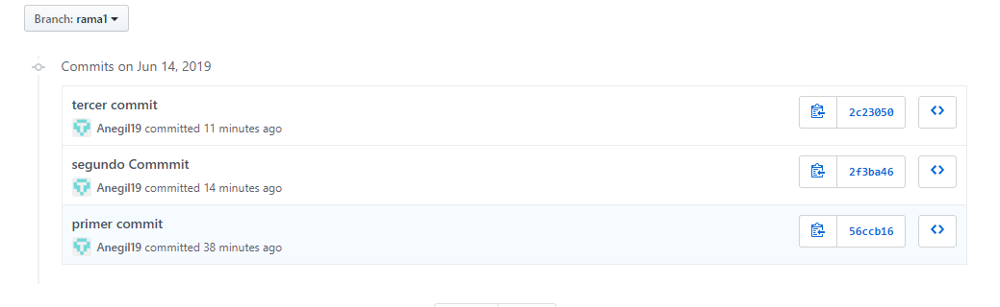 Branch: rama1
Commits on Jun 14, 2019
tercer commit
Anegil19 committed 11 minutes ago
2c23050
segundo Commmit
Anegil19 committed 14 minutes ago
2f3ba46
primer commit
Anegil19 committed 38 minutes ago
56ccb16